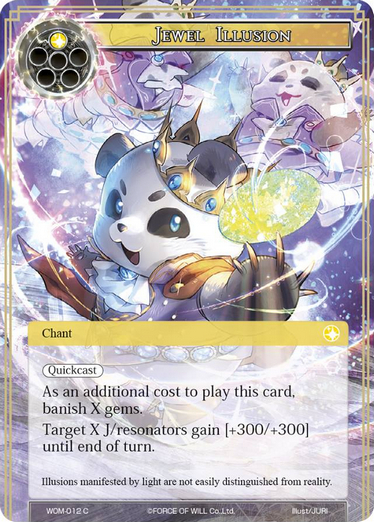 Jewel Illusion
Chant
Quickcast
As an additional cost to play this card,
banish X gems.
Target X J/resonators gain [+300/+300]
until end of turn.
Illusions manifested by light are not easily distinguished from reality.
WOM-012 C ©FORCE OF WILL Co.,Ltd. Illust/JURI